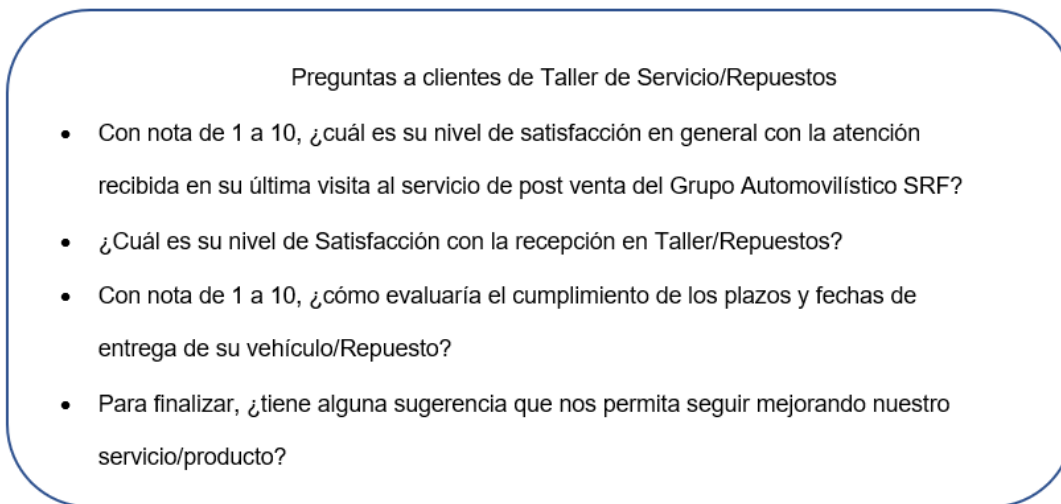 Preguntas a clientes de Taller de Servicio/Repuestos
• Con nota de 1 a 10, ¿cuál es su nivel de satisfacción en general con la atención
recibida en su última visita al servicio de post venta del Grupo Automovilístico SRF?
• ¿Cuál es su nivel de Satisfacción con la recepción en Taller/Repuestos?
• Con nota de 1 a 10, ¿cómo evaluaría el cumplimiento de los plazos y fechas de
entrega de su vehículo/Repuesto?
• Para finalizar, ¿tiene alguna sugerencia que nos permita seguir mejorando nuestro
servicio/producto?